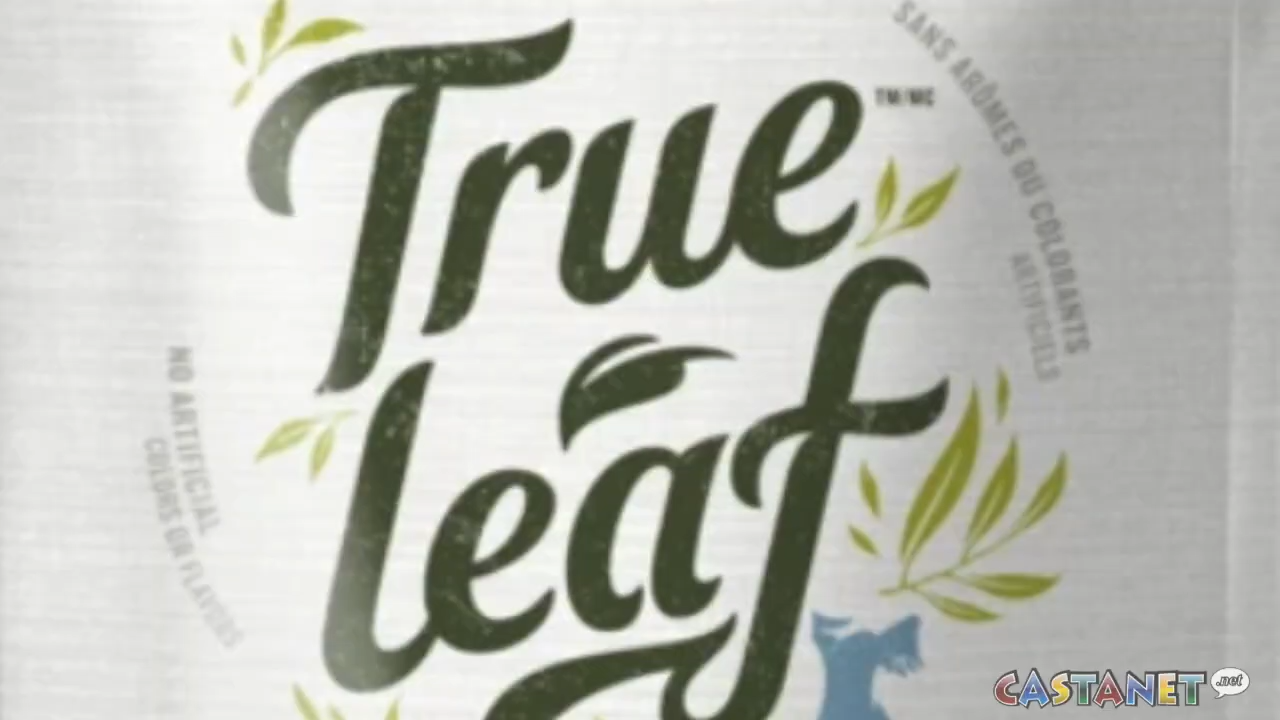 True
TM/MC
leaf
SANS ARÔMES OU COLORANTS
ARTIFICIELS
NO ARTIFICIAL
COLORS OR FLAVORS
CASTANET.net